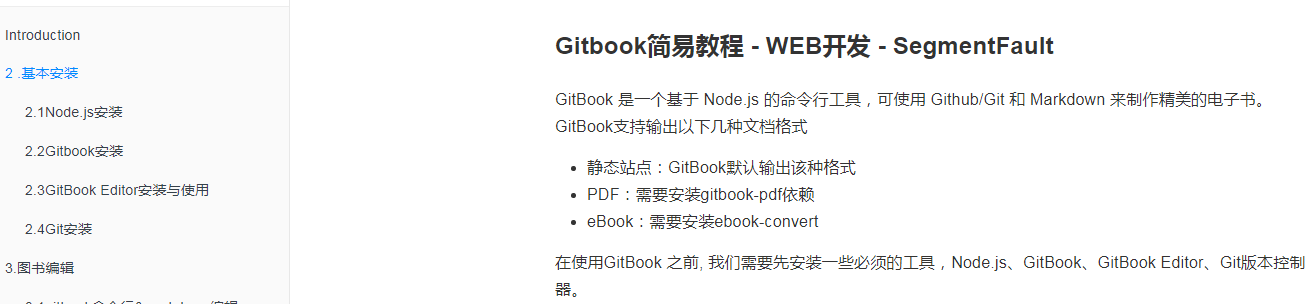 Introduction
2 .基本安装
2.1Node.js安装
2.2Gitbook安装
2.3GitBook Editor安装与使用
2.4Git安装
3.图书编辑
Gitbook简易教程 - WEB开发 - SegmentFault
GitBook 是一个基于 Node.js 的命令行工具，可使用 Github/Git 和 Markdown 来制作精美的电子书。
GitBook支持输出以下几种文档格式
静态站点：GitBook默认输出该种格式
PDF：需要安装gitbook-pdf依赖
eBook：需要安装ebook-convert
在使用GitBook 之前, 我们需要先安装一些必须的工具，Node.js、GitBook、GitBook Editor、Git版本控制
器。